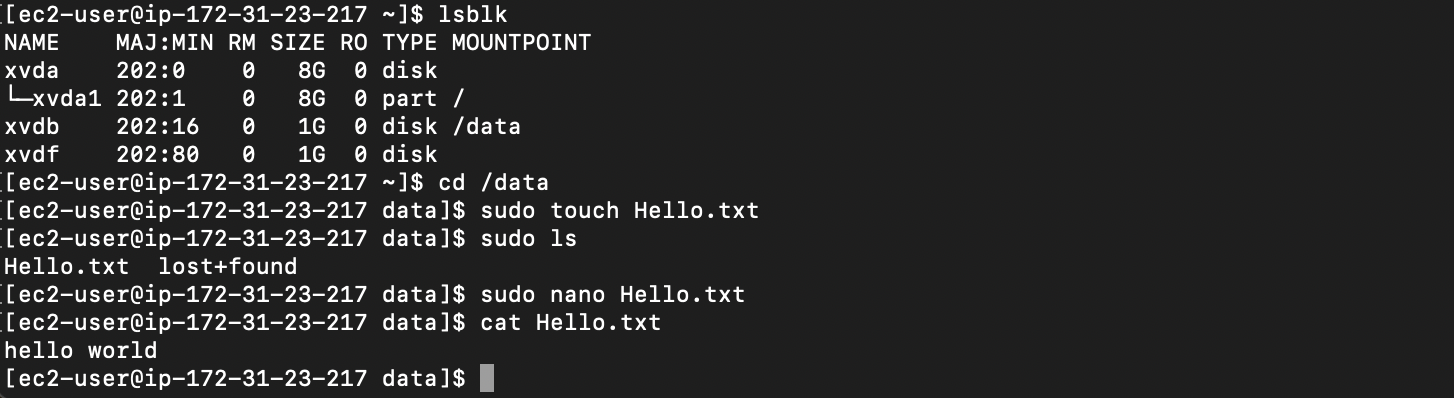 [ec2-user@ip-172-31-23-217 ~]$ lsblk
NAME    MAJ:MIN RM SIZE RO TYPE MOUNTPOINT
xvda    202:0    0   8G  0 disk
└─xvda1 202:1    0   8G  0 part /
xvdb    202:16   0   1G  0 disk /data
xvdf    202:80   0   1G  0 disk
[ec2-user@ip-172-31-23-217 ~]$ cd /data
[ec2-user@ip-172-31-23-217 data]$ sudo touch Hello.txt
[ec2-user@ip-172-31-23-217 data]$ sudo ls
Hello.txt  lost+found
[ec2-user@ip-172-31-23-217 data]$ sudo nano Hello.txt
[ec2-user@ip-172-31-23-217 data]$ cat Hello.txt
hello world
[ec2-user@ip-172-31-23-217 data]$